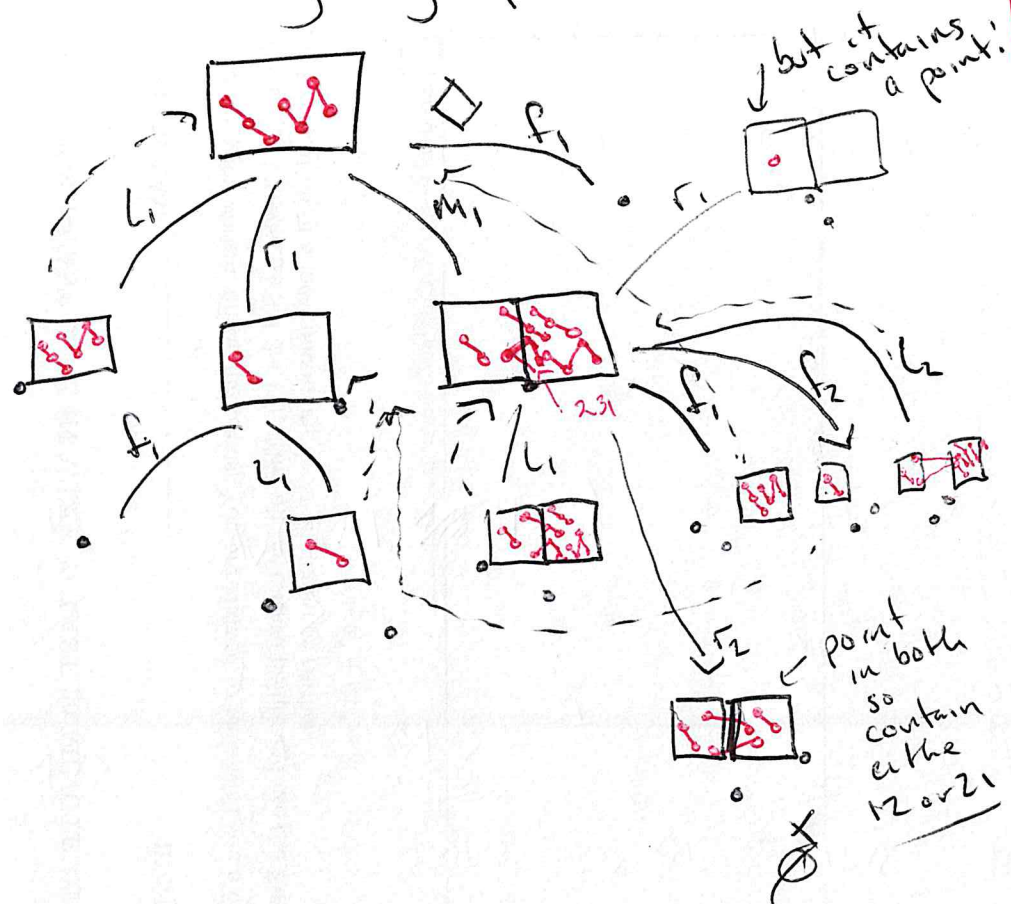 but it
contains
a point!
f1
L1
m1
r1
r1
231
f1
f2
L2
f1
L1
L1
r2
point
in both
so
contain
either
12 or 21